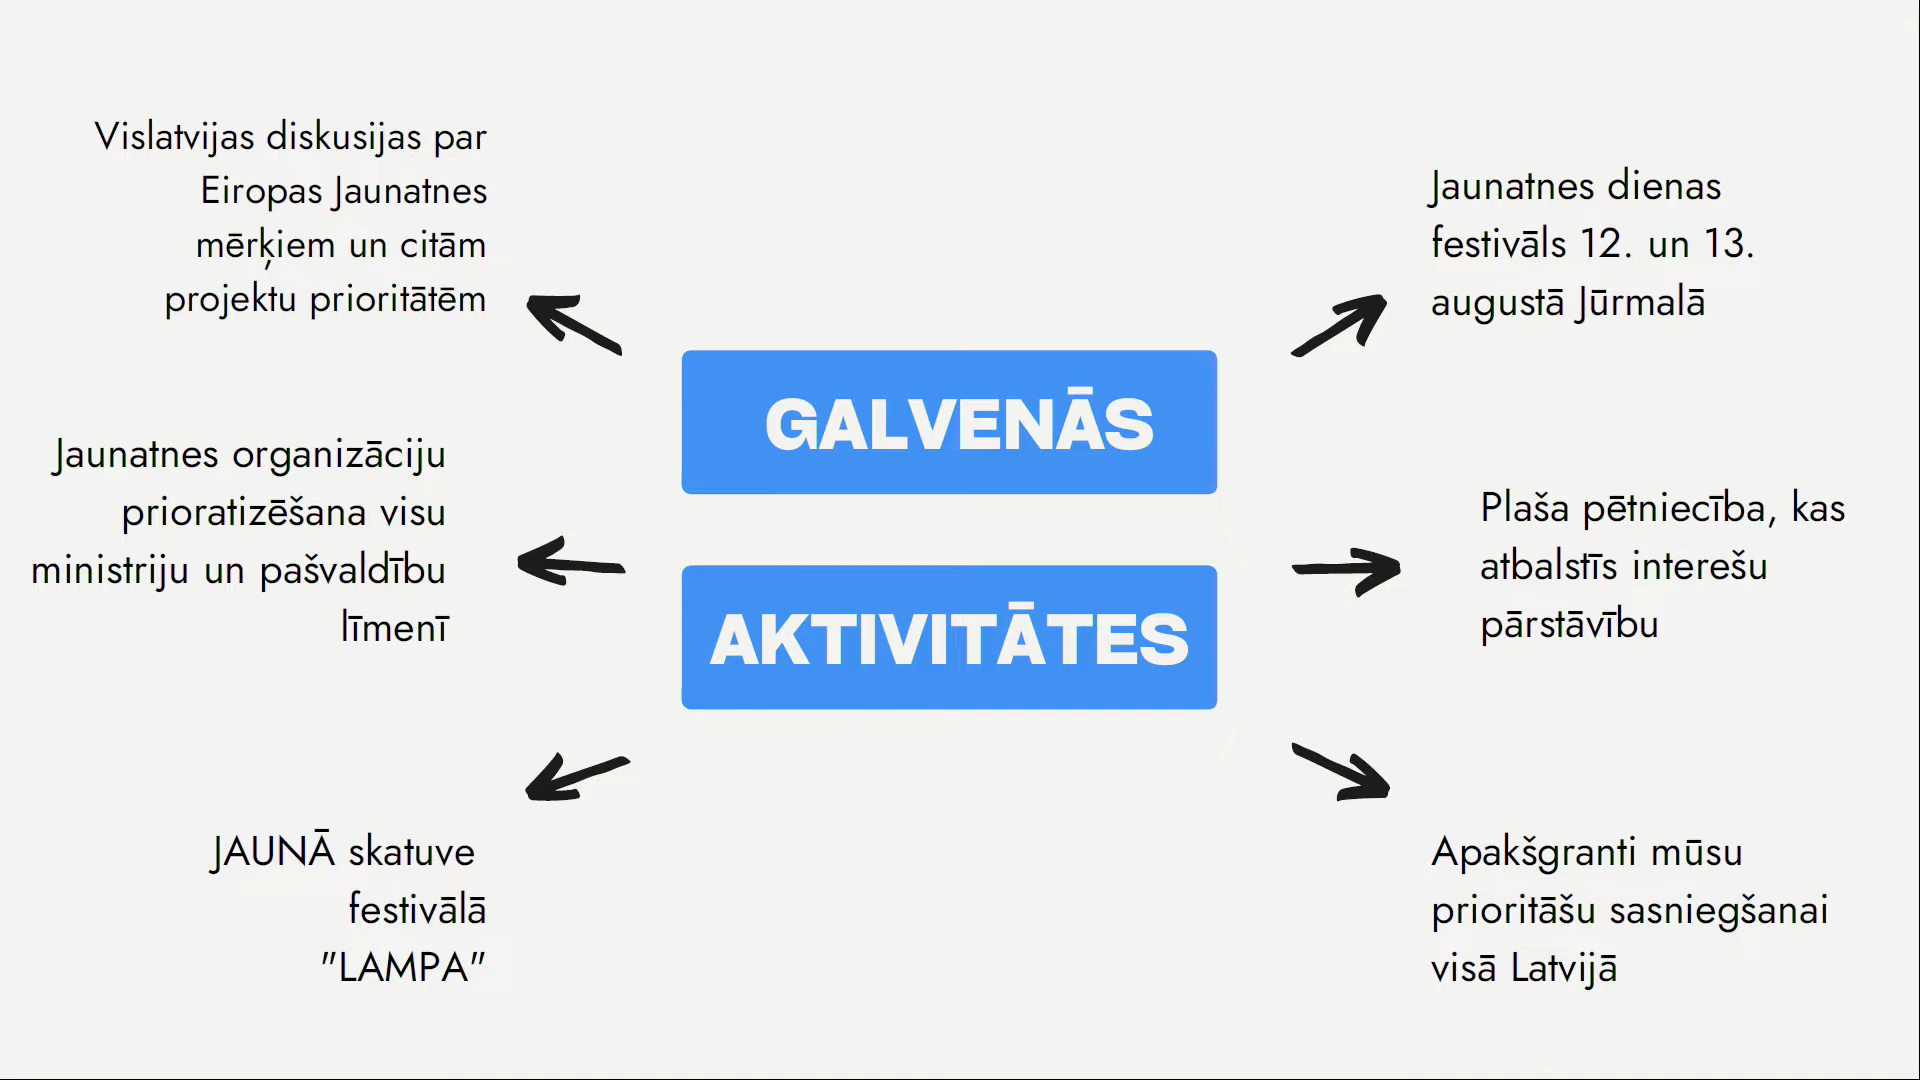 GALVENĀS
AKTIVITĀTES
Vislatvijas diskusijas par
Eiropas Jaunatnes
mērķiem un citām
projektu prioritātēm
Jaunatnes organizāciju
prioratizēšana visu
ministriju un pašvaldību
līmenī
JAUNĀ skatuve
festivālā
"LAMPA"
Jaunatnes dienas
festivāls 12. un 13.
augustā Jūrmalā
Plaša pētniecība, kas
atbalstīs interešu
pārstāvību
Apakšgranti mūsu
prioritāšu sasniegšanai
visā Latvijā